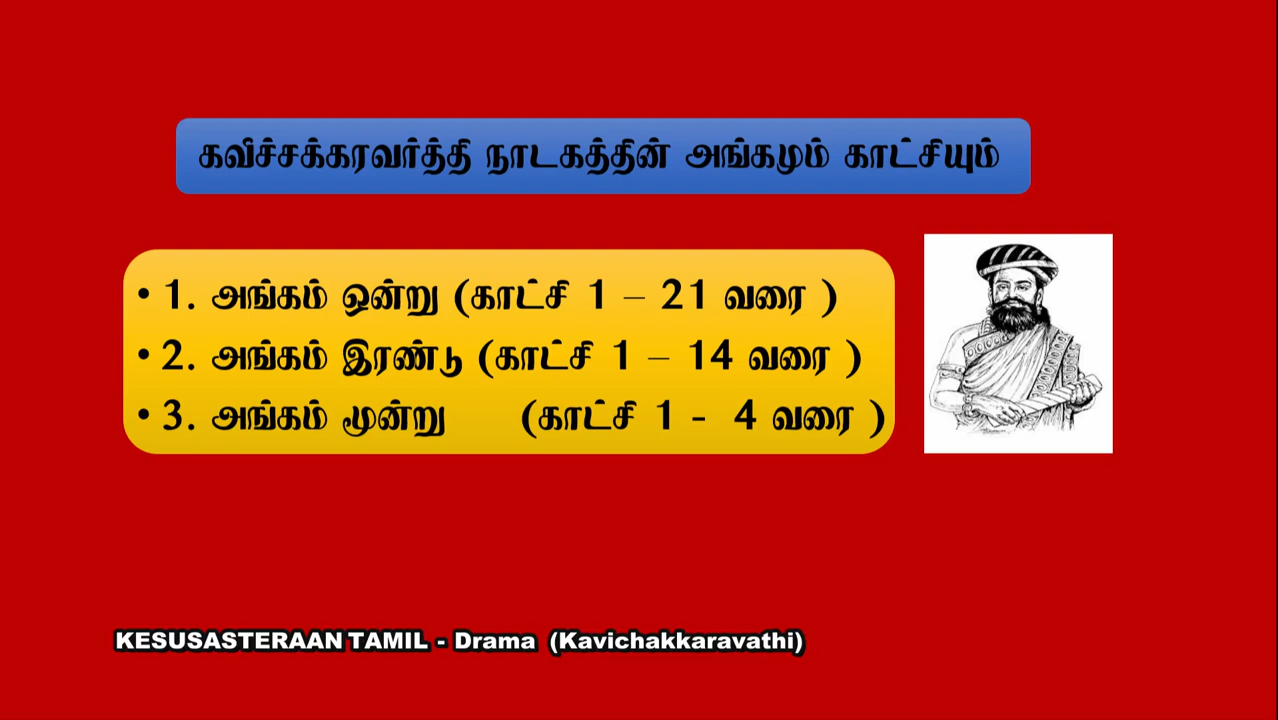 கவிச்சக்கரவர்த்தி நாடகத்தின் அங்கமும் காட்சியும்
• 1. அங்கம் ஒன்று (காட்சி 1 – 21 வரை )
• 2. அங்கம் இரண்டு (காட்சி 1 – 14 வரை )
• 3. அங்கம் மூன்று (காட்சி 1 - 4 வரை )
KESUSASTERAAN TAMIL - Drama (Kavichakkaravathi)